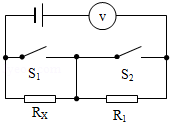 v
S₁ S₂
Rₓ R₁